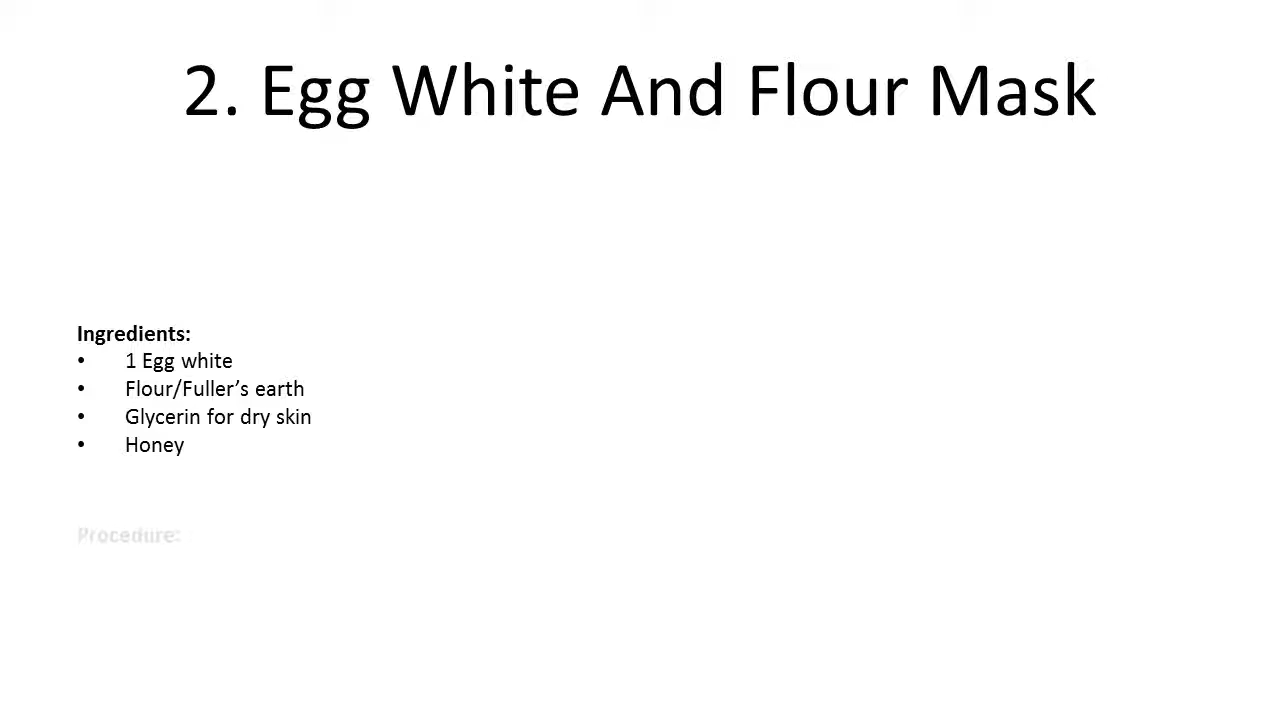 2. Egg White And Flour Mask
Ingredients:
• 1 Egg white
• Flour/Fuller’s earth
• Glycerin for dry skin
• Honey
Procedure: